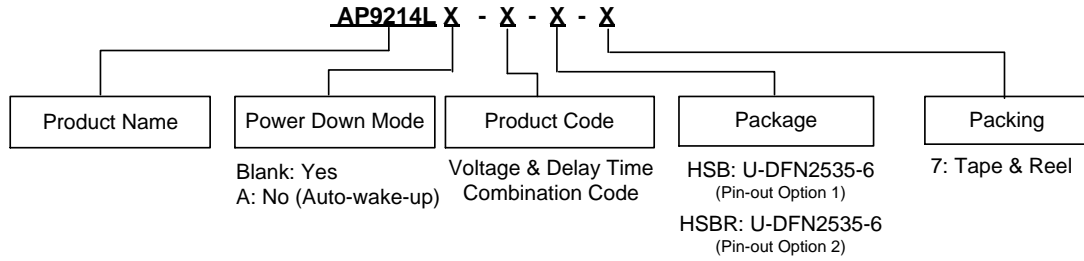 AP9214L X - X - X - X
Product Name
Power Down Mode
Product Code
Package
Packing
Blank: Yes
A: No (Auto-wake-up)
Voltage & Delay Time
Combination Code
HSB: U-DFN2535-6
(Pin-out Option 1)
HSBR: U-DFN2535-6
(Pin-out Option 2)
7: Tape & Reel